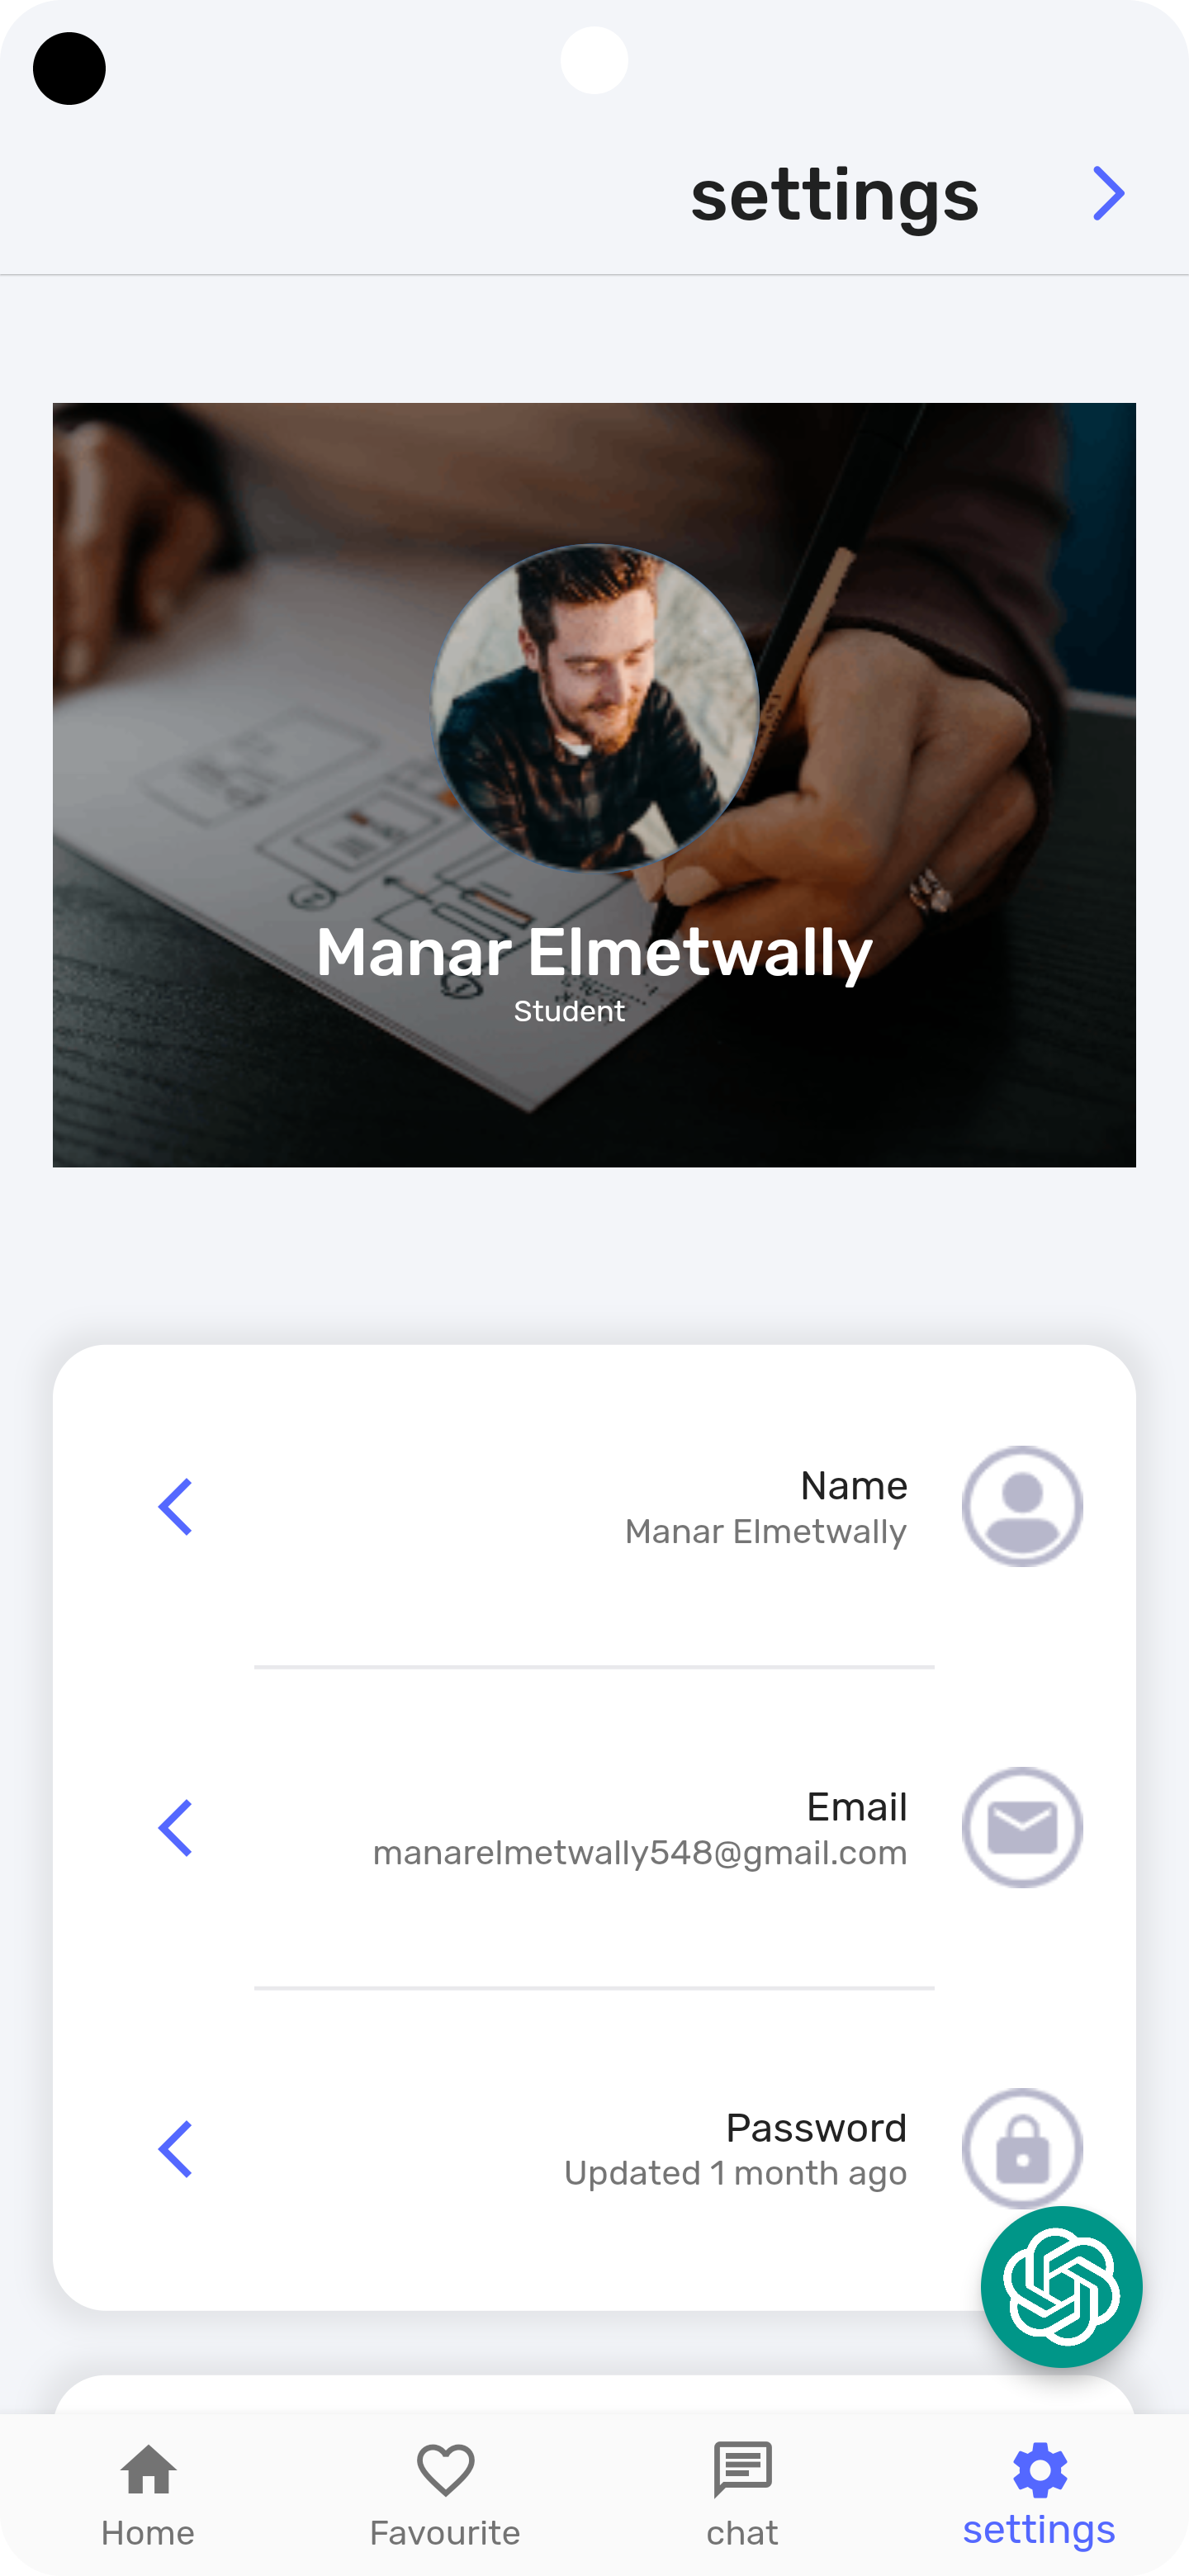 settings
Manar Elmetwally
Student
Name
Manar Elmetwally
Email
manarelmetwally548@gmail.com
Password
Updated 1 month ago
Home
Favourite
chat
settings